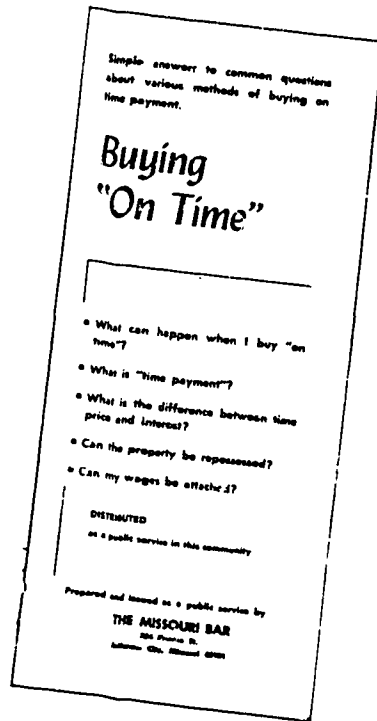 Simple answers to common questions
about various methods of buying on
time payment.
Buying
"On Time"
• What can happen when I buy "on
time"?
• What is "time payment"?
• What is the difference between time
price and interest?
• Can the property be repossessed?
• Can my wages be attached?
DISTRIBUTED
as a public service in this community
Prepared and issued as a public service by
THE MISSOURI BAR
City, Missouri